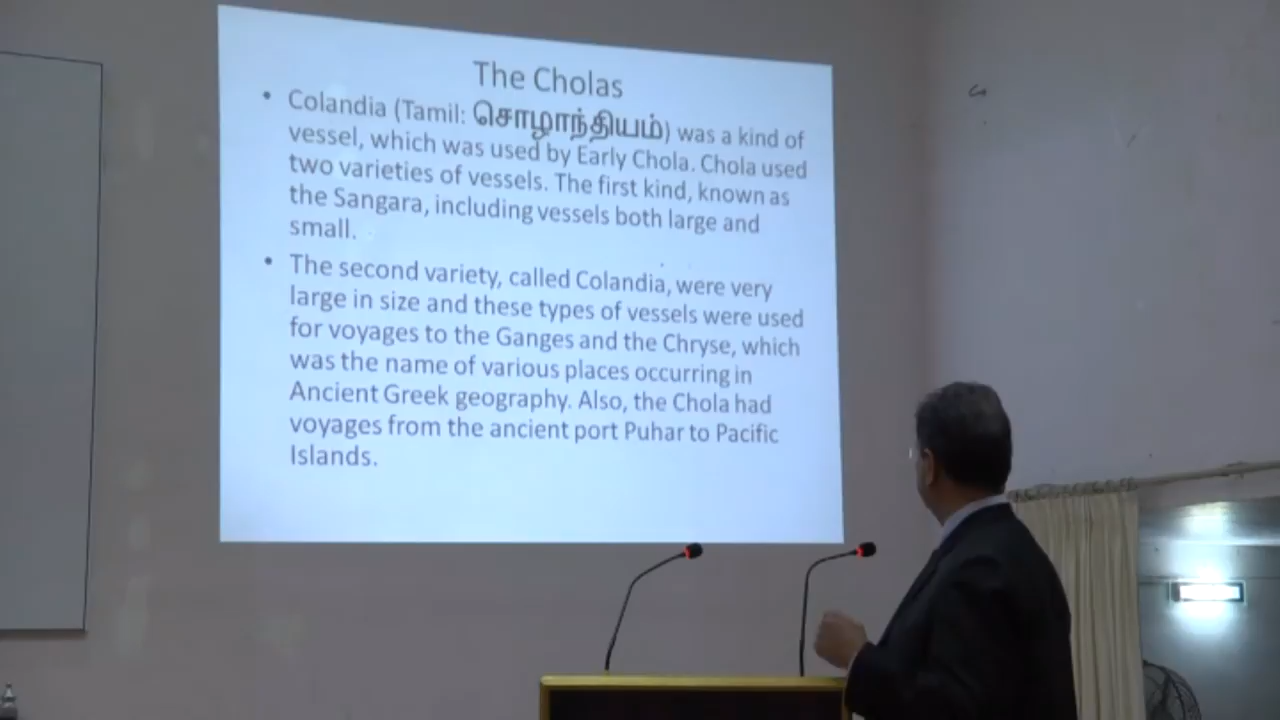 The Cholas
• Colandia (Tamil: சொழாந்தியம்) was a kind of
vessel, which was used by Early Chola. Chola used
two varieties of vessels. The first kind, known as
the Sangara, including vessels both large and
small.
• The second variety, called Colandia, were very
large in size and these types of vessels were used
for voyages to the Ganges and the Chryse, which
was the name of various places occurring in
Ancient Greek geography. Also, the Chola had
voyages from the ancient port Puhar to Pacific
Islands.